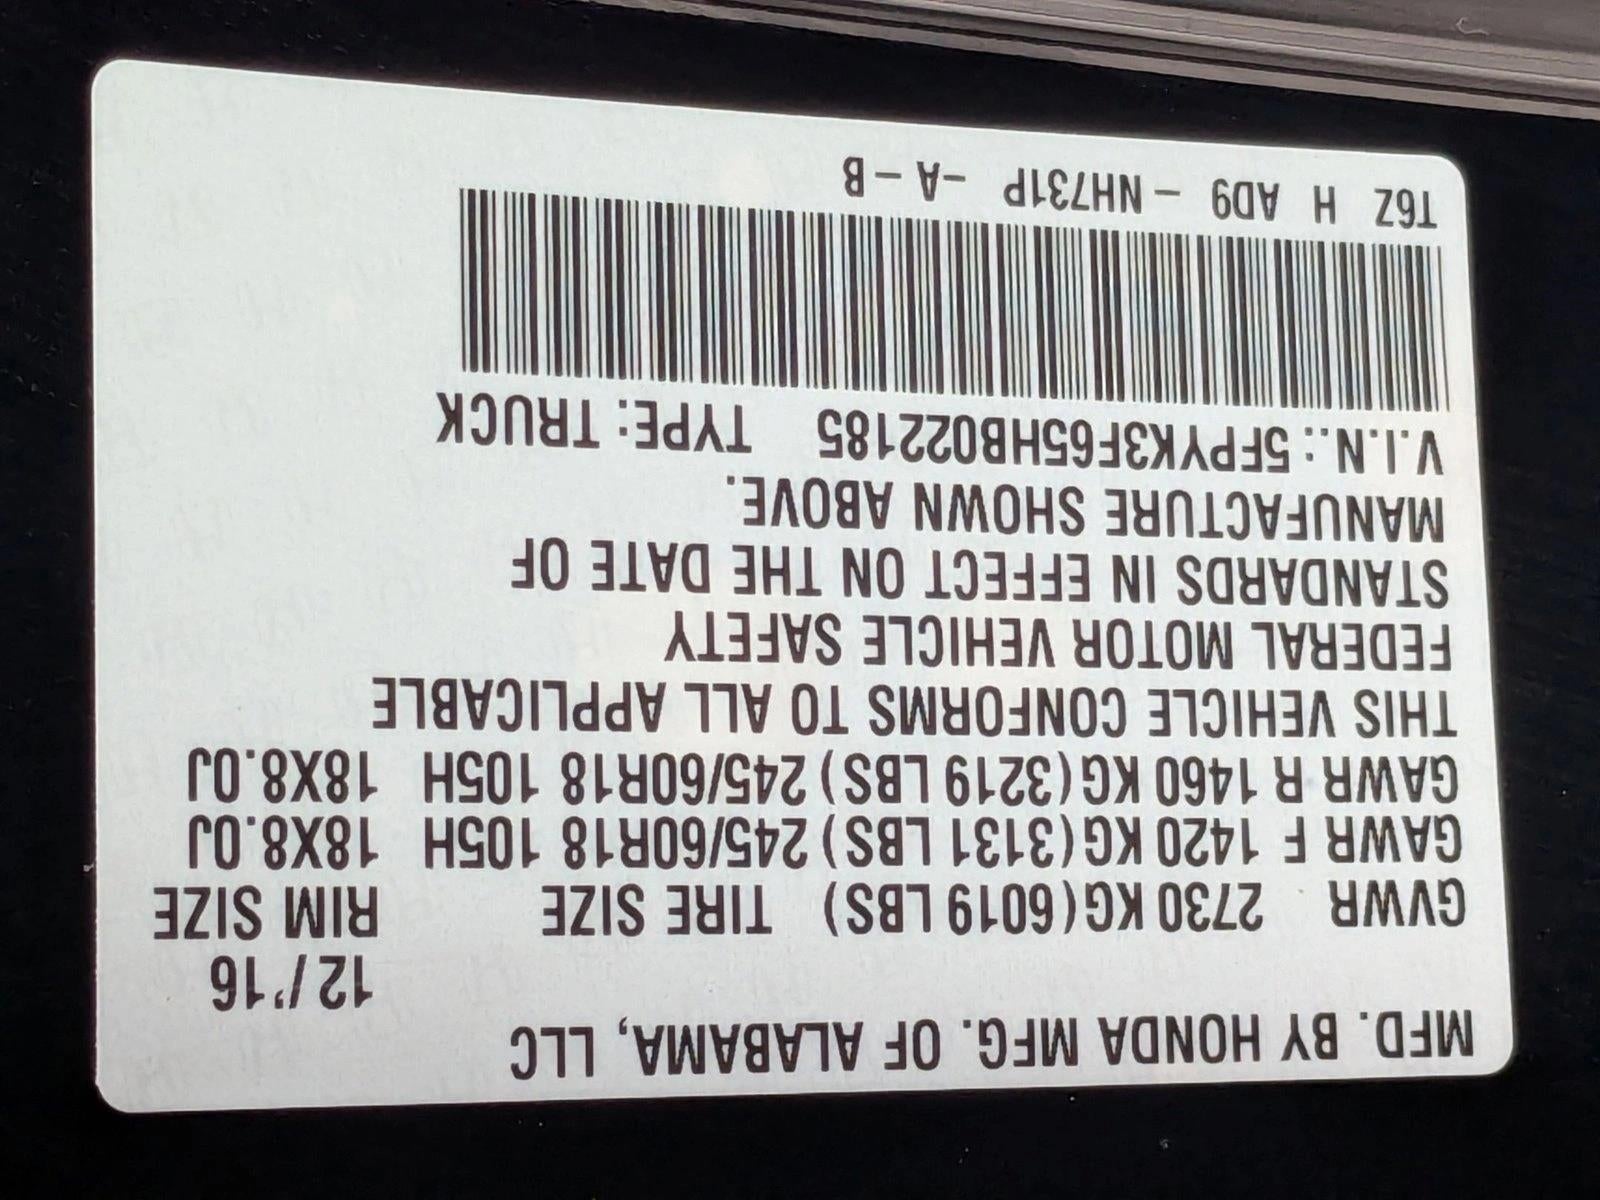 MFD. BY HONDA MFG. OF ALABAMA, LLC
12/'16
GVWR 2730 KG(6019 LBS) TIRE SIZE RIM SIZE
GAWR F 1420 KG(3131 LBS) 245/60R18 105H 18X8.0J
GAWR R 1460 KG(3219 LBS) 245/60R18 105H 18X8.0J
THIS VEHICLE CONFORMS TO ALL APPLICABLE
FEDERAL MOTOR VEHICLE SAFETY
STANDARDS IN EFFECT ON THE DATE OF
MANUFACTURE SHOWN ABOVE.
V.I.N.: 5FPYK3F65HB022185 TYPE: TRUCK
T6Z H AD9 - NH731P -A-B